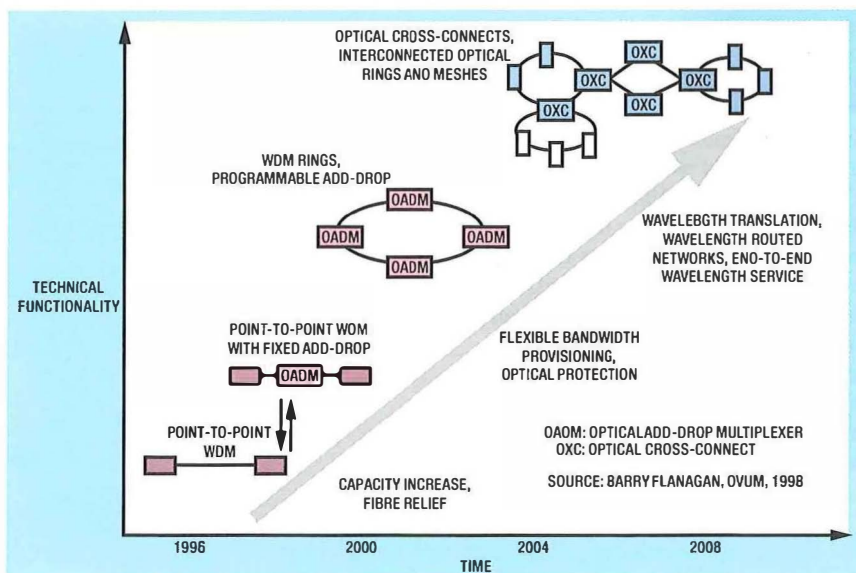 OPTICAL CROSS-CONNECTS,
INTERCONNECTED OPTICAL
RINGS ANO MESHES
OXC
OXC
OXC
OXC
OXC
WDM RINGS,
PROGRAMMABLE ADD-DROP
OADM
OADM
OADM
OADM
WAVELEBGTH TRANSLATION,
WAVELENGTH ROUTED
NETWORKS, ENO-TO-END
WAVELENGTH SERVICE
TECHNICAL
FUNCTIONALITY
POINT-TO-POINT WOM
WITH FIXED ADD-DROP
OADM
FLEXIBLE BANDWIDTH
PROVISIONING,
OPTICAL PROTECTION
POINT-TO-POINT
WDM
CAPACITY INCREASE,
FIBRE RELIEF
OAOM: OPTICALADD-DROP MULTIPLEXER
OXC: OPTICAL CROSS-CONNECT
SOURCE: 8ARRY FLANAGAN, OVUM, 1998
1996
2000
2004
2008
TIME